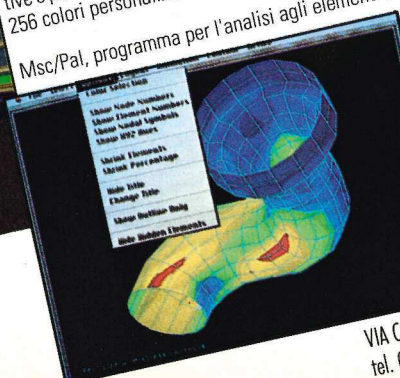 256 colori personali
Msc/Pal, programma per l'analisi agli eleme
Color Selection
Show Node Numbers
Show Element Numbers
Show Nodal Symbols
Show XYZ Axes
Shrink Elements
Shrink Percentage
Hide Title
Change Title
Show Outline Only
Hide Hidden Elements
VIA C
tel.